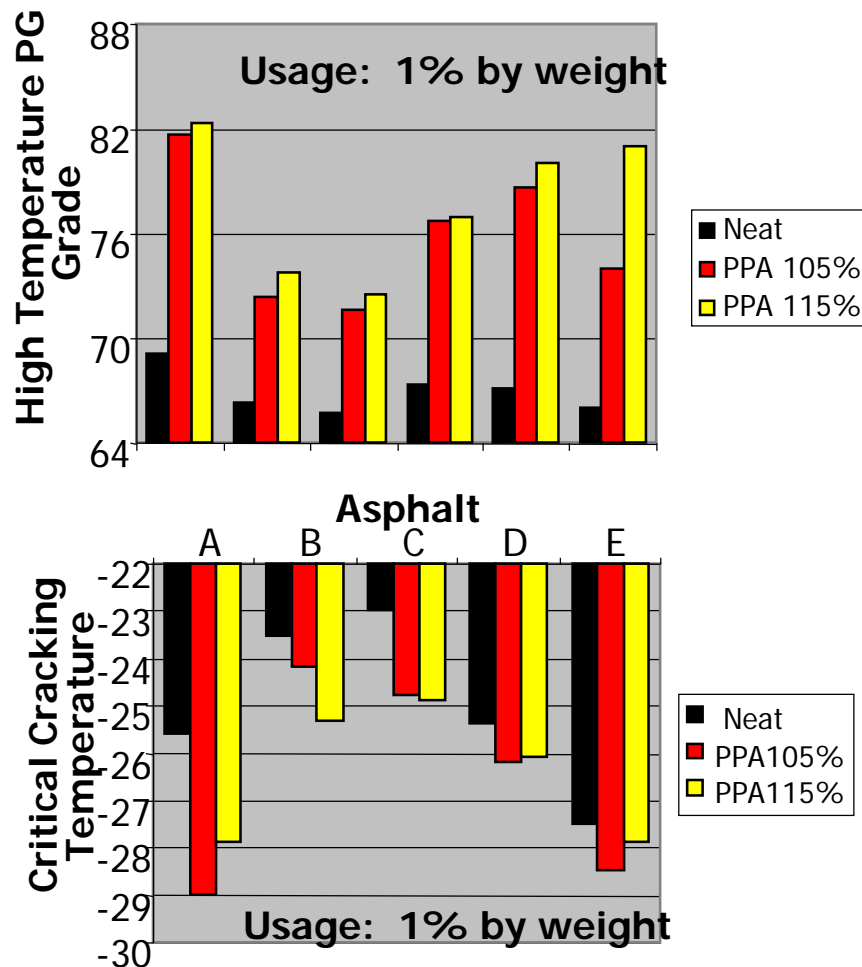 88
Usage: 1% by weight
82
76
70
64
High Temperature PG
Grade
Neat
PPA 105%
PPA 115%
Asphalt
A B C D E
-22
-23
-24
-25
-26
-27
-28
-29
-30
Critical Cracking
Temperature
Neat
PPA105%
PPA115%
Usage: 1% by weight